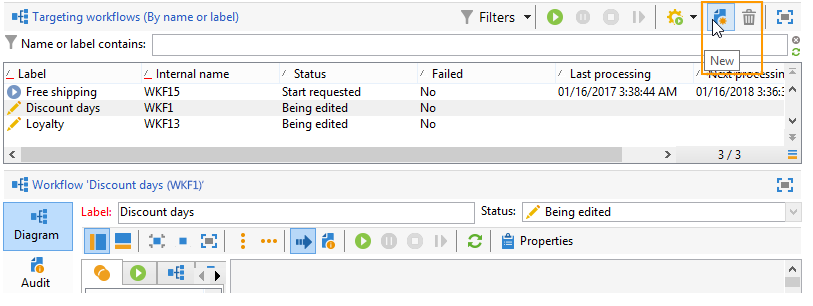 Targeting workflows (By name or label)
Filters
Name or label contains:
New
Label Internal name Status Failed Last processing Next processin
Free shipping WKF15 Start requested No 01/16/2017 3:38:44 AM 01/16/2018 3:36:3
Discount days WKF1 Being edited No
Loyalty WKF13 Being edited No
3 / 3
Workflow 'Discount days (WKF1)'
Label: Discount days Status: Being edited
Diagram
Properties
Audit